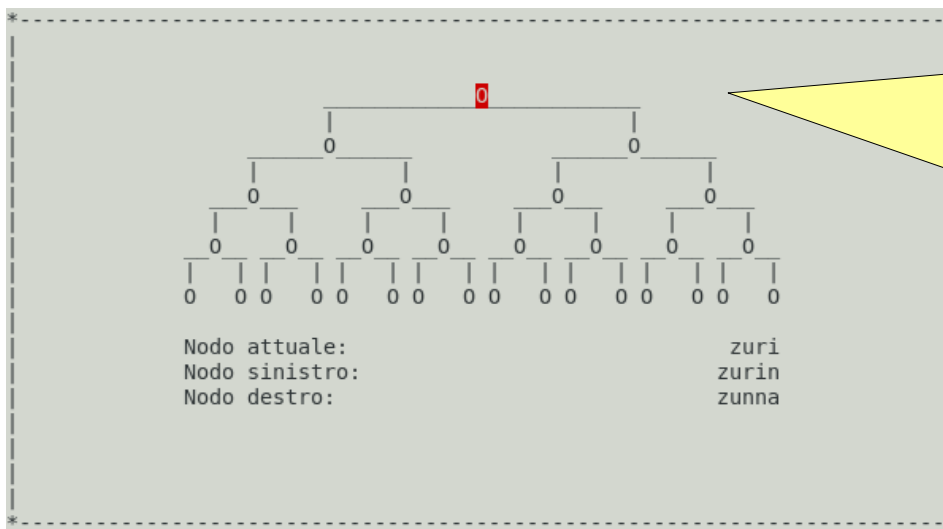 O
O O
O O O O
O O O O O O O O
O O O O O O O O O O O O O O O O
Nodo attuale: zuri
Nodo sinistro: zurin
Nodo destro: zunna